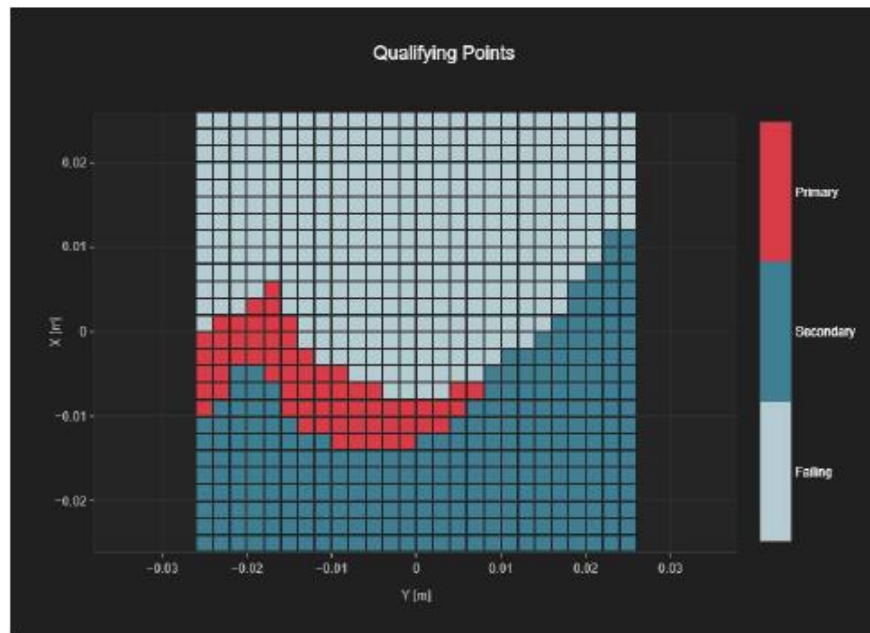 Qualifying Points
0.02
0.01
0
−0.01
−0.02
X [m]
−0.03
−0.02
−0.01
0
0.01
0.02
0.03
Y [m]
Primary
Secondary
Failing